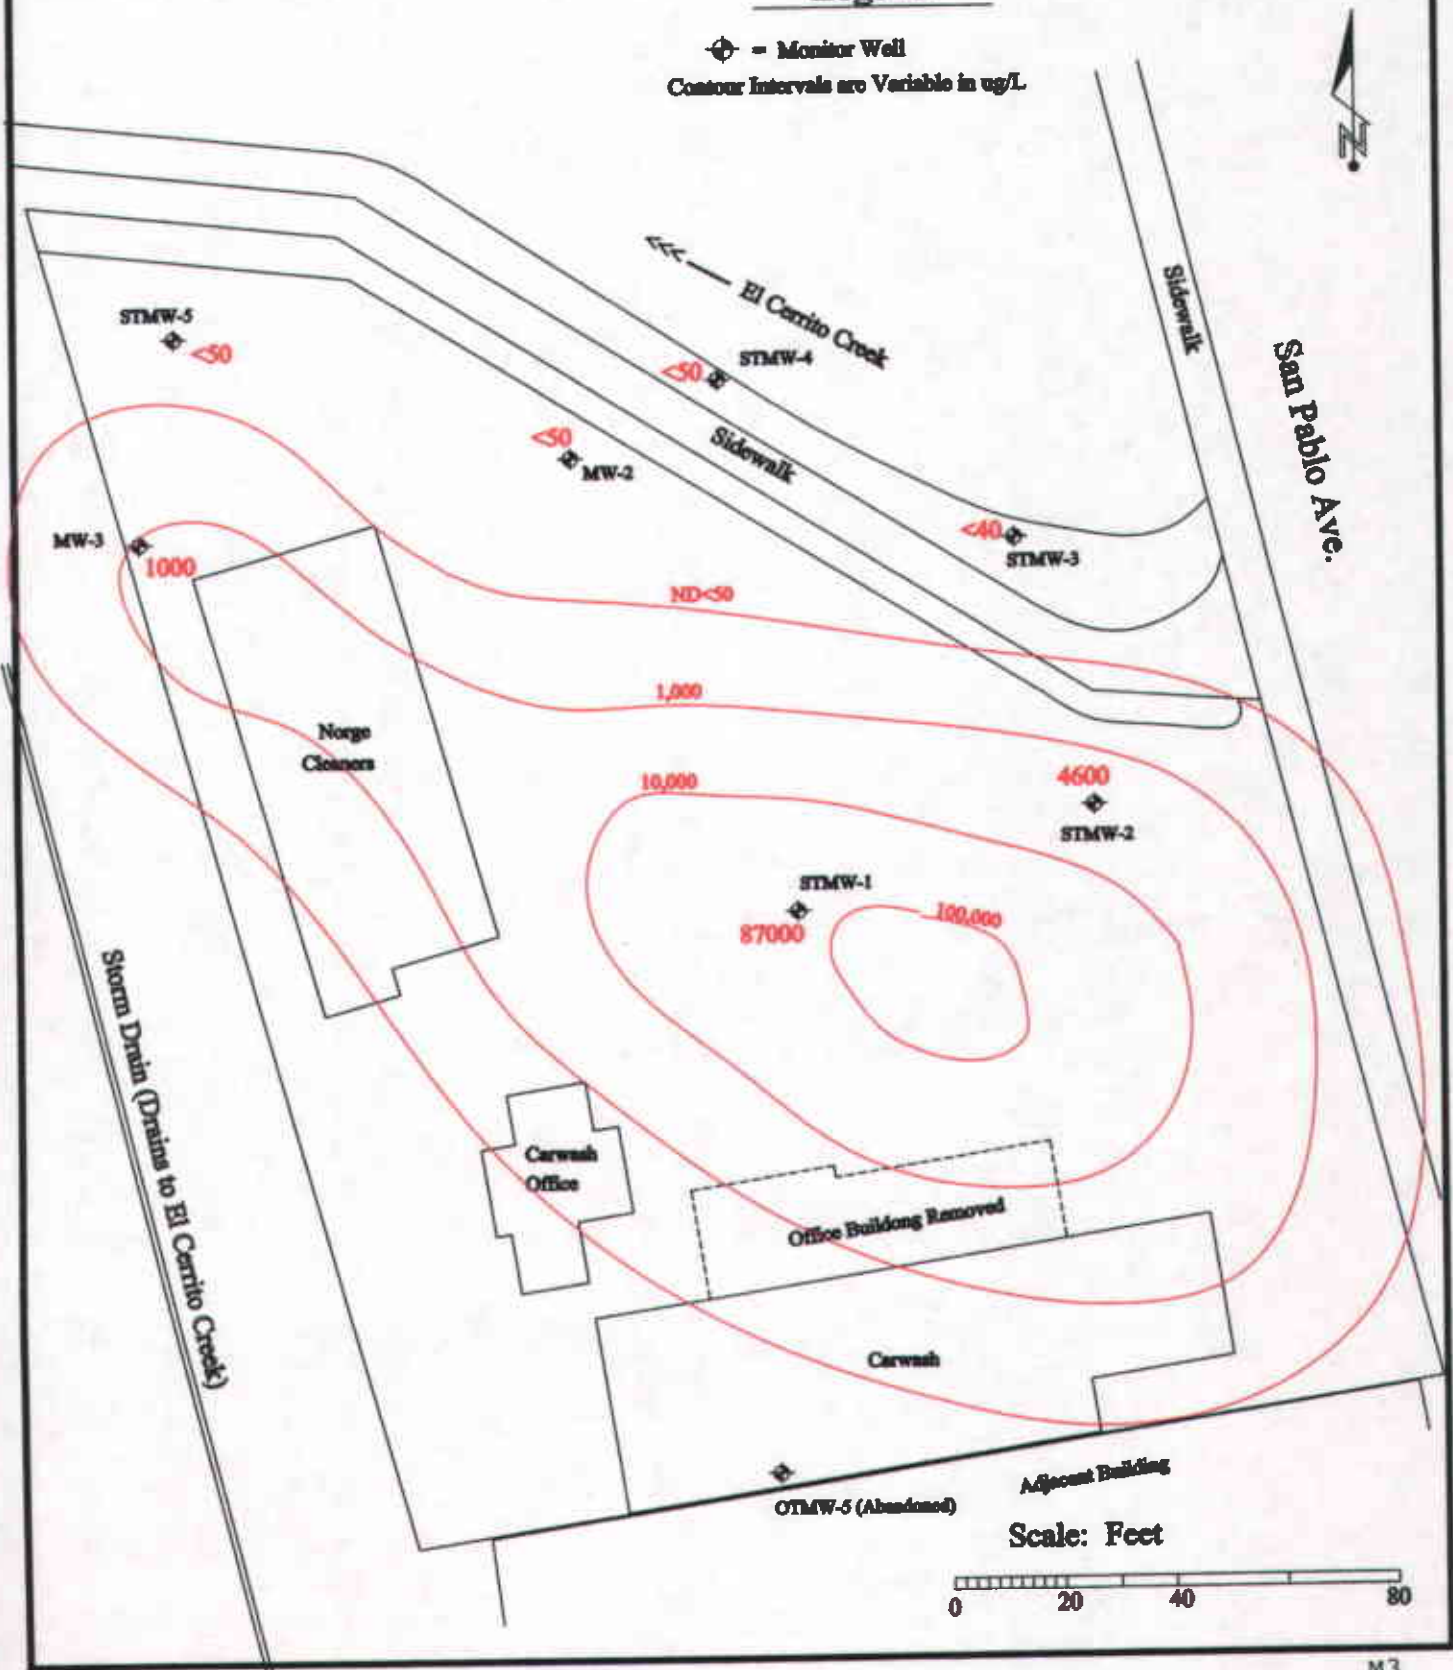 = Monitor Well
Contour Intervals are Variable in ug/L
N
<<< El Cerrito Creek
Sidewalk
San Pablo Ave.
STMW-5
<50
STMW-4
<50
<50
MW-2
Sidewalk
<40
STMW-3
MW-3
1000
ND<50
1,000
Norge
Cleaners
10,000
4600
STMW-2
STMW-1
87000
100,000
Storm Drain (Drains to El Cerrito Creek)
Carwash
Office
Office Buildong Removed
Carwash
OTMW-5 (Abandoned)
Adjacent Building
Scale: Feet
0 20 40 80